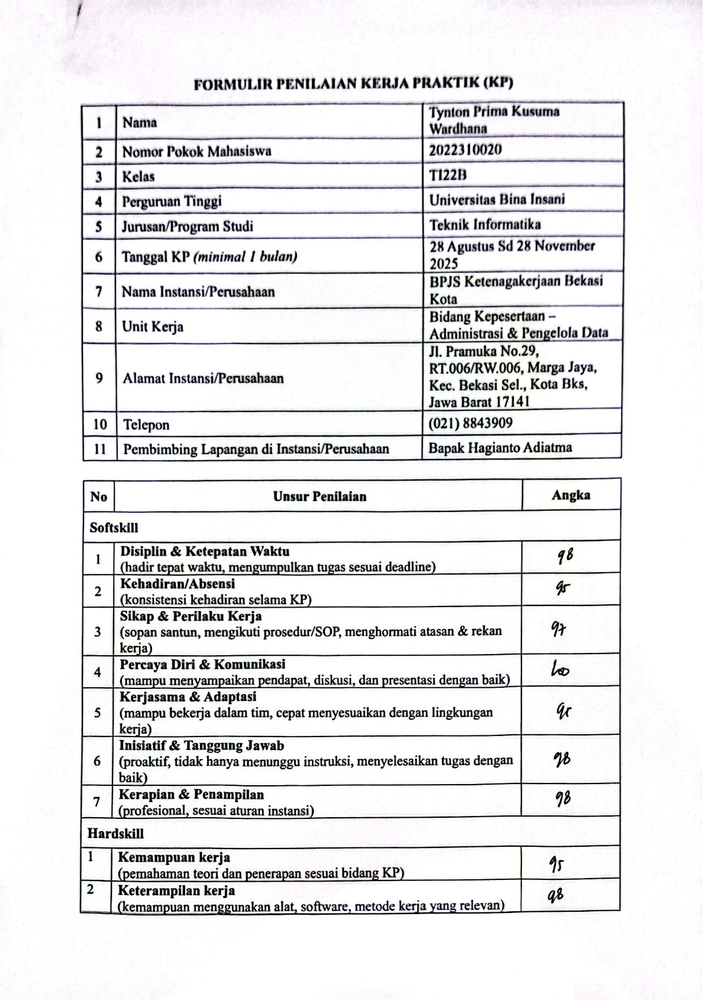 FORMULIR PENILAIAN KERJA PRAKTIK (KP)
1 Nama Tynton Prima Kusuma
Wardhana
2 Nomor Pokok Mahasiswa 2022310020
3 Kelas TI22B
4 Perguruan Tinggi Universitas Bina Insani
5 Jurusan/Program Studi Teknik Informatika
6 Tanggal KP (minimal 1 bulan) 28 Agustus Sd 28 November
2025
7 Nama Instansi/Perusahaan BPJS Ketenagakerjaan Bekasi
Kota
8 Unit Kerja Bidang Kepesertaan –
Administrasi & Pengelola Data
9 Alamat Instansi/Perusahaan Jl. Pramuka No.29,
RT.006/RW.006, Marga Jaya,
Kec. Bekasi Sel., Kota Bks,
Jawa Barat 17141
10 Telepon (021) 8843909
11 Pembimbing Lapangan di Instansi/Perusahaan Bapak Hagianto Adiatma
No Unsur Penilaian Angka
Softskill
1 Disiplin & Ketepatan Waktu 98
(hadir tepat waktu, mengumpulkan tugas sesuai deadline)
2 Kehadiran/Absensi 95
(konsistensi kehadiran selama KP)
3 Sikap & Perilaku Kerja 97
(sopan santun, mengikuti prosedur/SOP, menghormati atasan & rekan
kerja)
4 Percaya Diri & Komunikasi 100
(mampu menyampaikan pendapat, diskusi, dan presentasi dengan baik)
5 Kerjasama & Adaptasi 95
(mampu bekerja dalam tim, cepat menyesuaikan dengan lingkungan
kerja)
6 Inisiatif & Tanggung Jawab 98
(proaktif, tidak hanya menunggu instruksi, menyelesaikan tugas dengan
baik)
7 Kerapian & Penampilan 98
(profesional, sesuai aturan instansi)
Hardskill
1 Kemampuan kerja 95
(pemahaman teori dan penerapan sesuai bidang KP)
2 Keterampilan kerja 98
(kemampuan menggunakan alat, software, metode kerja yang relevan)